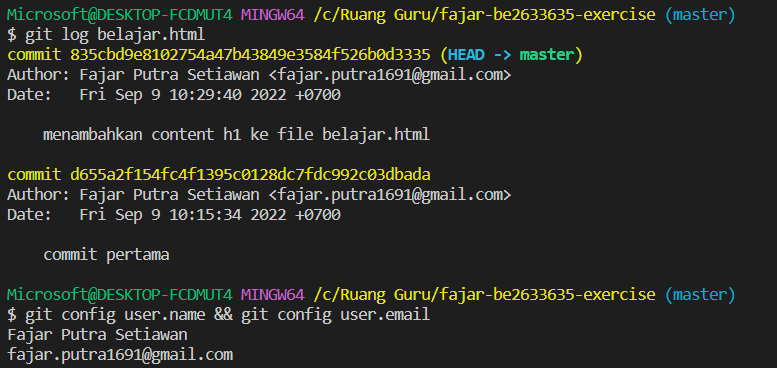 Microsoft@DESKTOP-FCDMUT4 MINGW64 /c/Ruang Guru/fajar-be2633635-exercise (master)
$ git log belajar.html
commit 835cbd9e8102754a47b43849e3584f526b0d3335 (HEAD -> master)
Author: Fajar Putra Setiawan <fajar.putra1691@gmail.com>
Date:   Fri Sep 9 10:29:40 2022 +0700
    menambahkan content h1 ke file belajar.html
commit d655a2f154fc4f1395c0128dc7fdc992c03dbada
Author: Fajar Putra Setiawan <fajar.putra1691@gmail.com>
Date:   Fri Sep 9 10:15:34 2022 +0700
    commit pertama
Microsoft@DESKTOP-FCDMUT4 MINGW64 /c/Ruang Guru/fajar-be2633635-exercise (master)
$ git config user.name && git config user.email
Fajar Putra Setiawan
fajar.putra1691@gmail.com